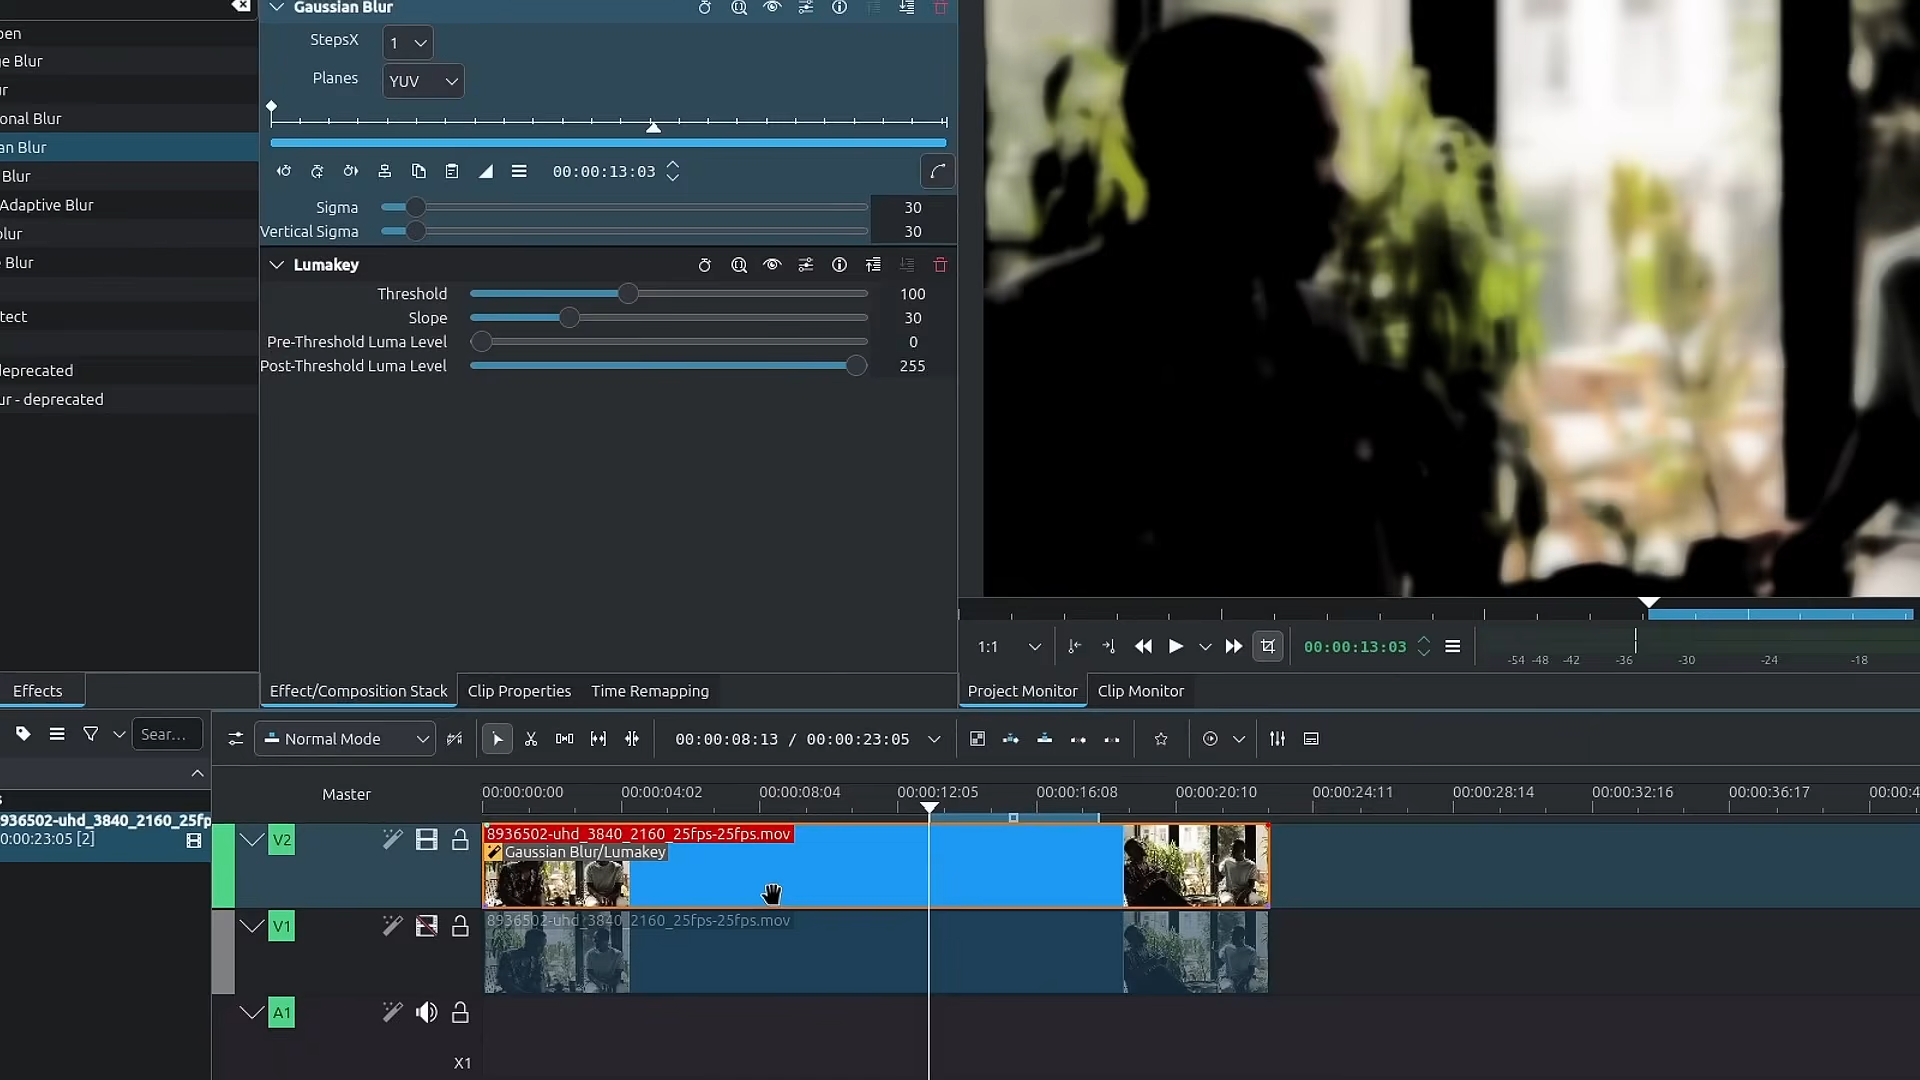 pen
e Blur
r
onal Blur
an Blur
Blur
Adaptive Blur
olur
e Blur
tect
deprecated
ur - deprecated
Effects
Gaussian Blur
StepsX
1
Planes
YUV
00:00:13:03
Sigma
30
Vertical Sigma
30
Lumakey
Threshold
100
Slope
30
Pre-Threshold Luma Level
0
Post-Threshold Luma Level
255
Effect/Composition Stack
Clip Properties
Time Remapping
1:1
00:00:13:03
-54 -48 -42 -36 -30 -24 -18
Project Monitor
Clip Monitor
Sear...
Normal Mode
00:00:08:13 / 00:00:23:05
s
936502-uhd_3840_2160_25fp
0:00:23:05 [2]
Master
00:00:00:00
00:00:04:02
00:00:08:04
00:00:12:05
00:00:16:08
00:00:20:10
00:00:24:11
00:00:28:14
00:00:32:16
00:00:36:17
00:00:4
V2
8936502-uhd_3840_2160_25fps-25fps.mov
Gaussian Blur/Lumakey
V1
8936502-uhd_3840_2160_25fps-25fps.mov
A1
X1